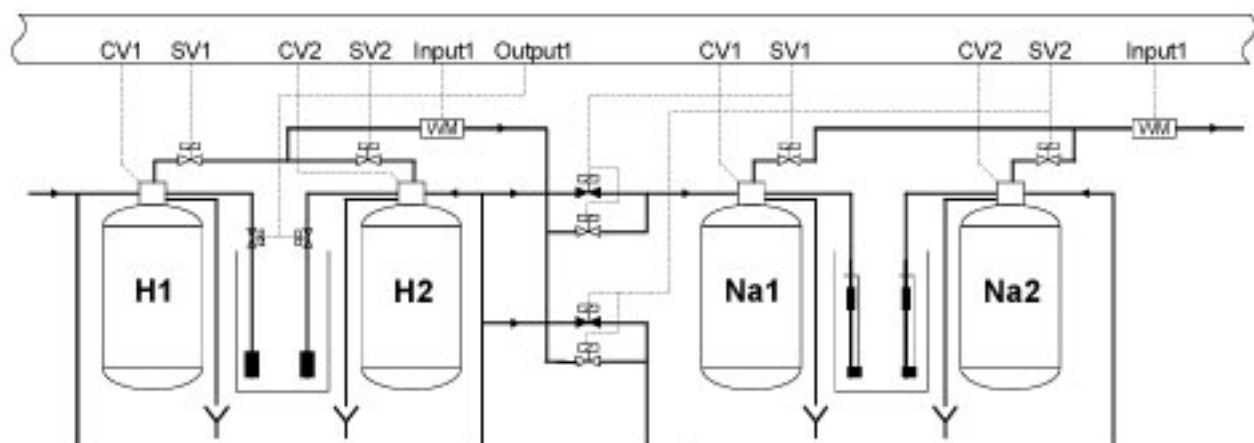 CV1 SV1 CV2 SV2 Input1 Output1 CV1 SV1 CV2 SV2 Input1
WM WM
H1 H2 Na1 Na2